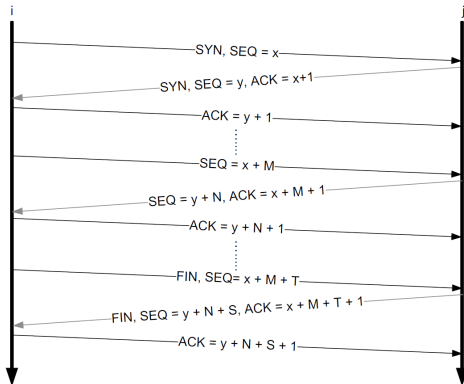 i
j
SYN, SEQ = x
SYN, SEQ = y, ACK = x+1
ACK = y + 1
SEQ = x + M
SEQ = y + N, ACK = x + M + 1
ACK = y + N + 1
FIN, SEQ= x + M + T
FIN, SEQ = y + N + S, ACK = x + M + T + 1
ACK = y + N + S + 1